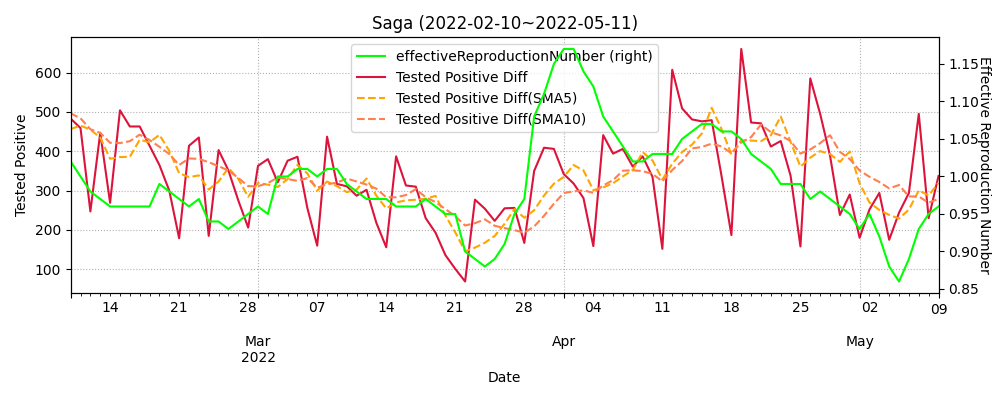 Saga (2022-02-10~2022-05-11)
effectiveReproductionNumber (right)
Tested Positive Diff
Tested Positive Diff(SMA5)
Tested Positive Diff(SMA10)
Tested Positive
600
500
400
300
200
100
Effective Reproduction Number
1.15
1.10
1.05
1.00
0.95
0.90
0.85
14 21 28 07 14 21 28 04 11 18 25 02 09
Mar Apr May
2022
Date